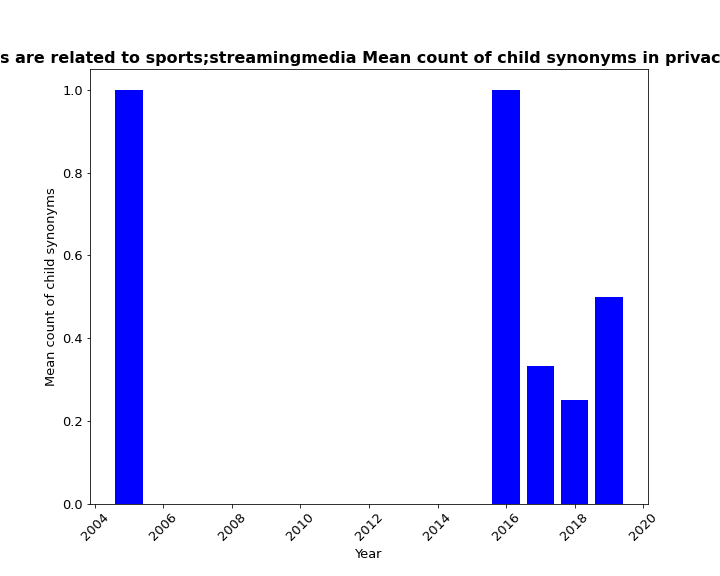 s are related to sports;streamingmedia Mean count of child synonyms in privac
1.0
0.8
0.6
0.4
0.2
0.0
Mean count of child synonyms
2004 2006 2008 2010 2012 2014 2016 2018 2020
Year